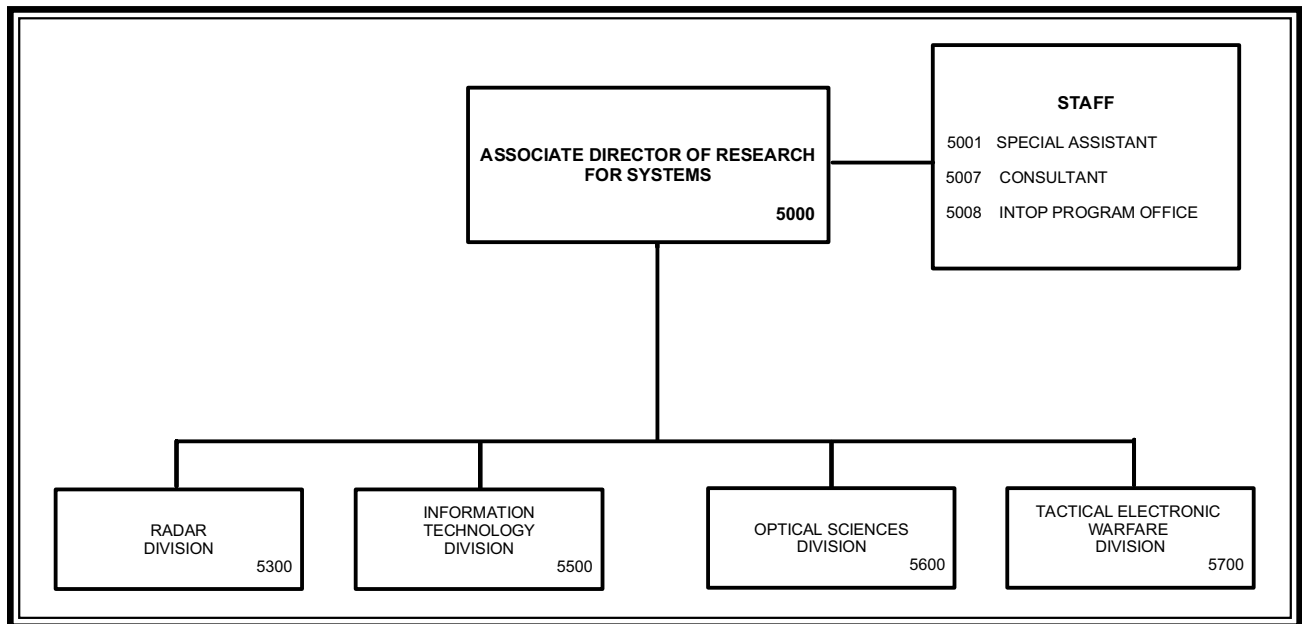 ASSOCIATE DIRECTOR OF RESEARCH
FOR SYSTEMS
5000
STAFF
5001 SPECIAL ASSISTANT
5007 CONSULTANT
5008 INTOP PROGRAM OFFICE
RADAR
DIVISION
5300
INFORMATION
TECHNOLOGY
DIVISION
5500
OPTICAL SCIENCES
DIVISION
5600
TACTICAL ELECTRONIC
WARFARE
DIVISION
5700